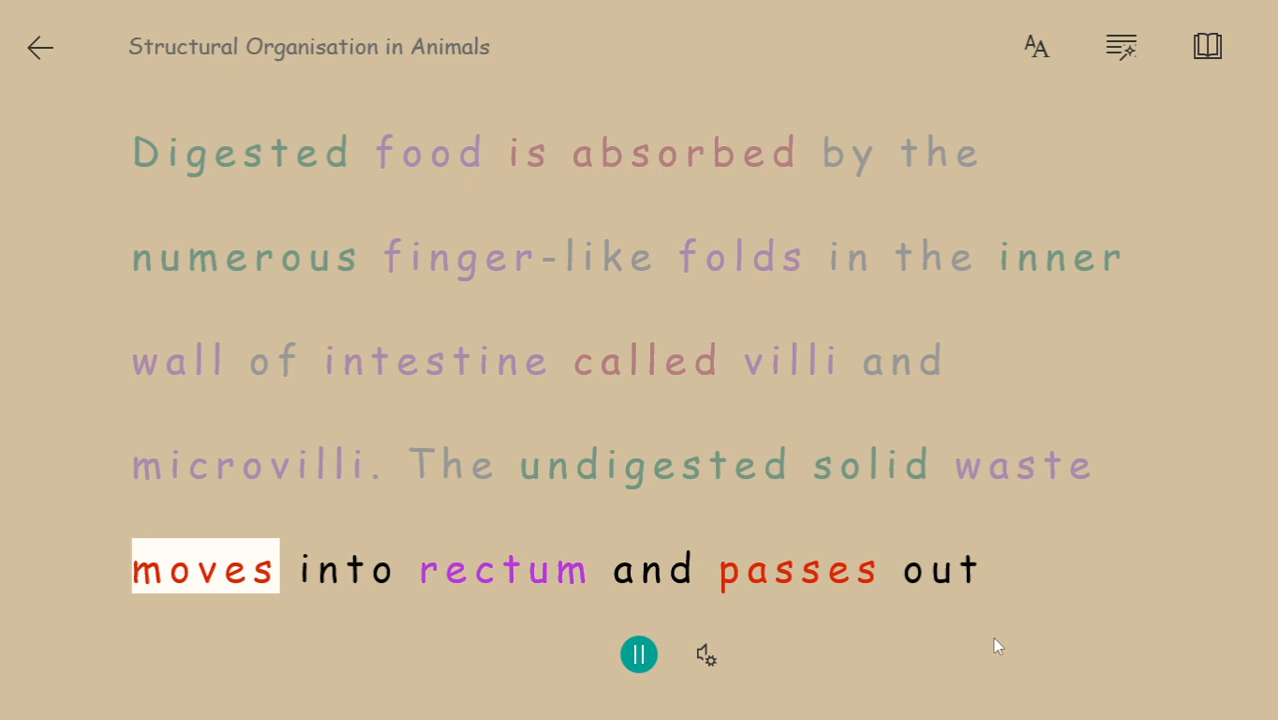 Structural Organisation in Animals
Digested food is absorbed by the
numerous finger-like folds in the inner
wall of intestine called villi and
microvilli. The undigested solid waste
moves into rectum and passes out